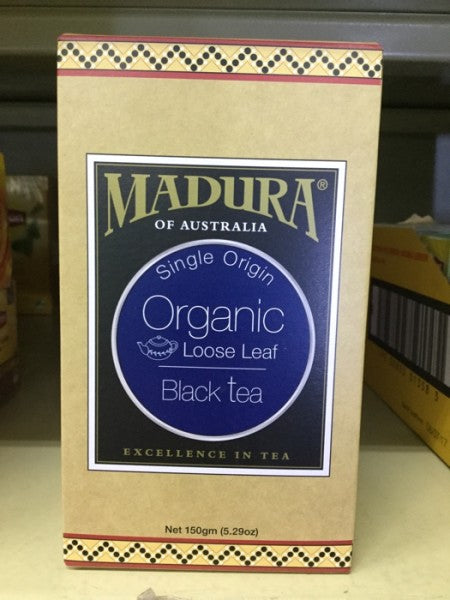 MADURA®
OF AUSTRALIA
Single Origin
Organic
Loose Leaf
Black tea
EXCELLENCE IN TEA
Net 150gm (5.29oz)